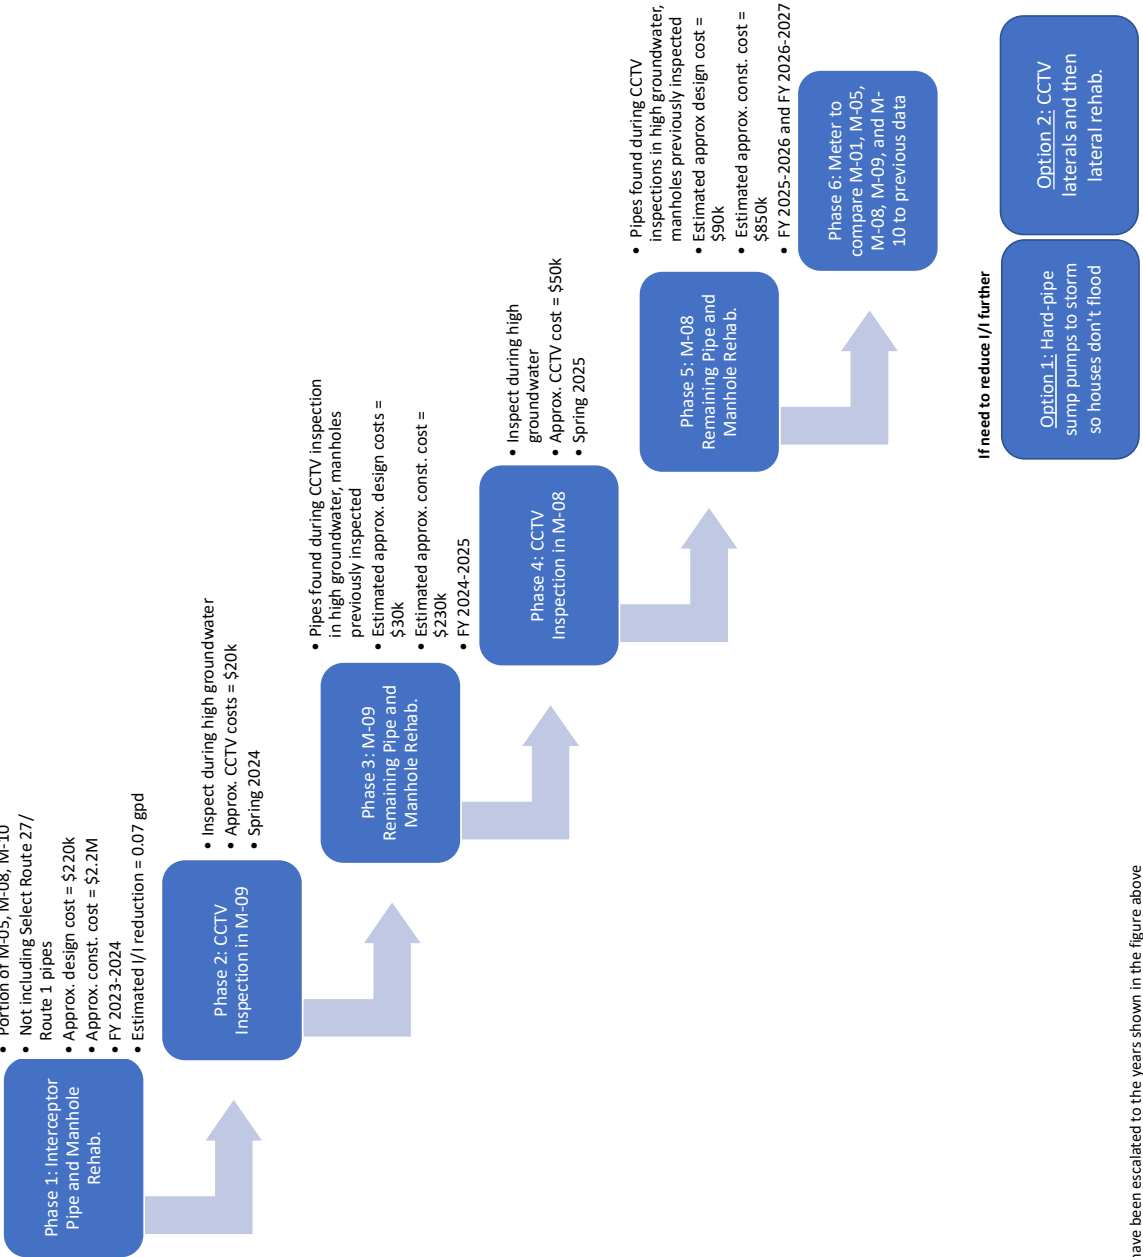 Phase 1: Interceptor
Pipe and Manhole
Rehab.
• Portion of M-05, M-08, M-10
• Not including Select Route 27/
Route 1 pipes
• Approx. design cost = $220k
• Approx. const. cost = $2.2M
• FY 2023-2024
• Estimated I/I reduction = 0.07 gpd
Phase 2: CCTV
Inspection in M-09
• Inspect during high groundwater
• Approx. CCTV costs = $20k
• Spring 2024
Phase 3: M-09
Remaining Pipe and
Manhole Rehab.
• Pipes found during CCTV inspection
in high groundwater, manholes
previously inspected
• Estimated approx. design costs =
$30k
• Estimated approx. const. cost =
$230k
• FY 2024-2025
Phase 4: CCTV
Inspection in M-08
• Inspect during high
groundwater
• Approx. CCTV cost = $50k
• Spring 2025
Phase 5: M-08
Remaining Pipe and
Manhole Rehab.
• Pipes found during CCTV
inspections in high groundwater,
manholes previously inspected
• Estimated approx design cost =
$90k
• Estimated approx. const. cost =
$850k
• FY 2025-2026 and FY 2026-2027
Phase 6: Meter to
compare M-01, M-05,
M-08, M-09, and M-
10 to previous data
If need to reduce I/I further
Option 1: Hard-pipe
sump pumps to storm
so houses don't flood
Option 2: CCTV
laterals and then
lateral rehab.
have been escalated to the years shown in the figure above